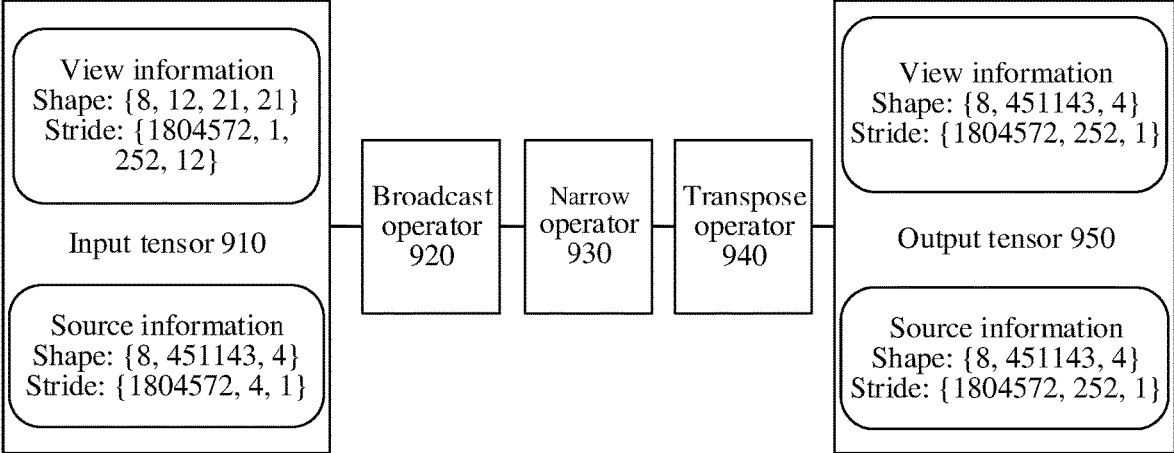 View information
Shape: {8, 12, 21, 21}
Stride: {1804572, 1,
252, 12}
Input tensor 910
Source information
Shape: {8, 451143, 4}
Stride: {1804572, 4, 1}
Broadcast
operator
920
Narrow
operator
930
Transpose
operator
940
View information
Shape: {8, 451143, 4}
Stride: {1804572, 252, 1}
Output tensor 950
Source information
Shape: {8, 451143, 4}
Stride: {1804572, 252, 1}